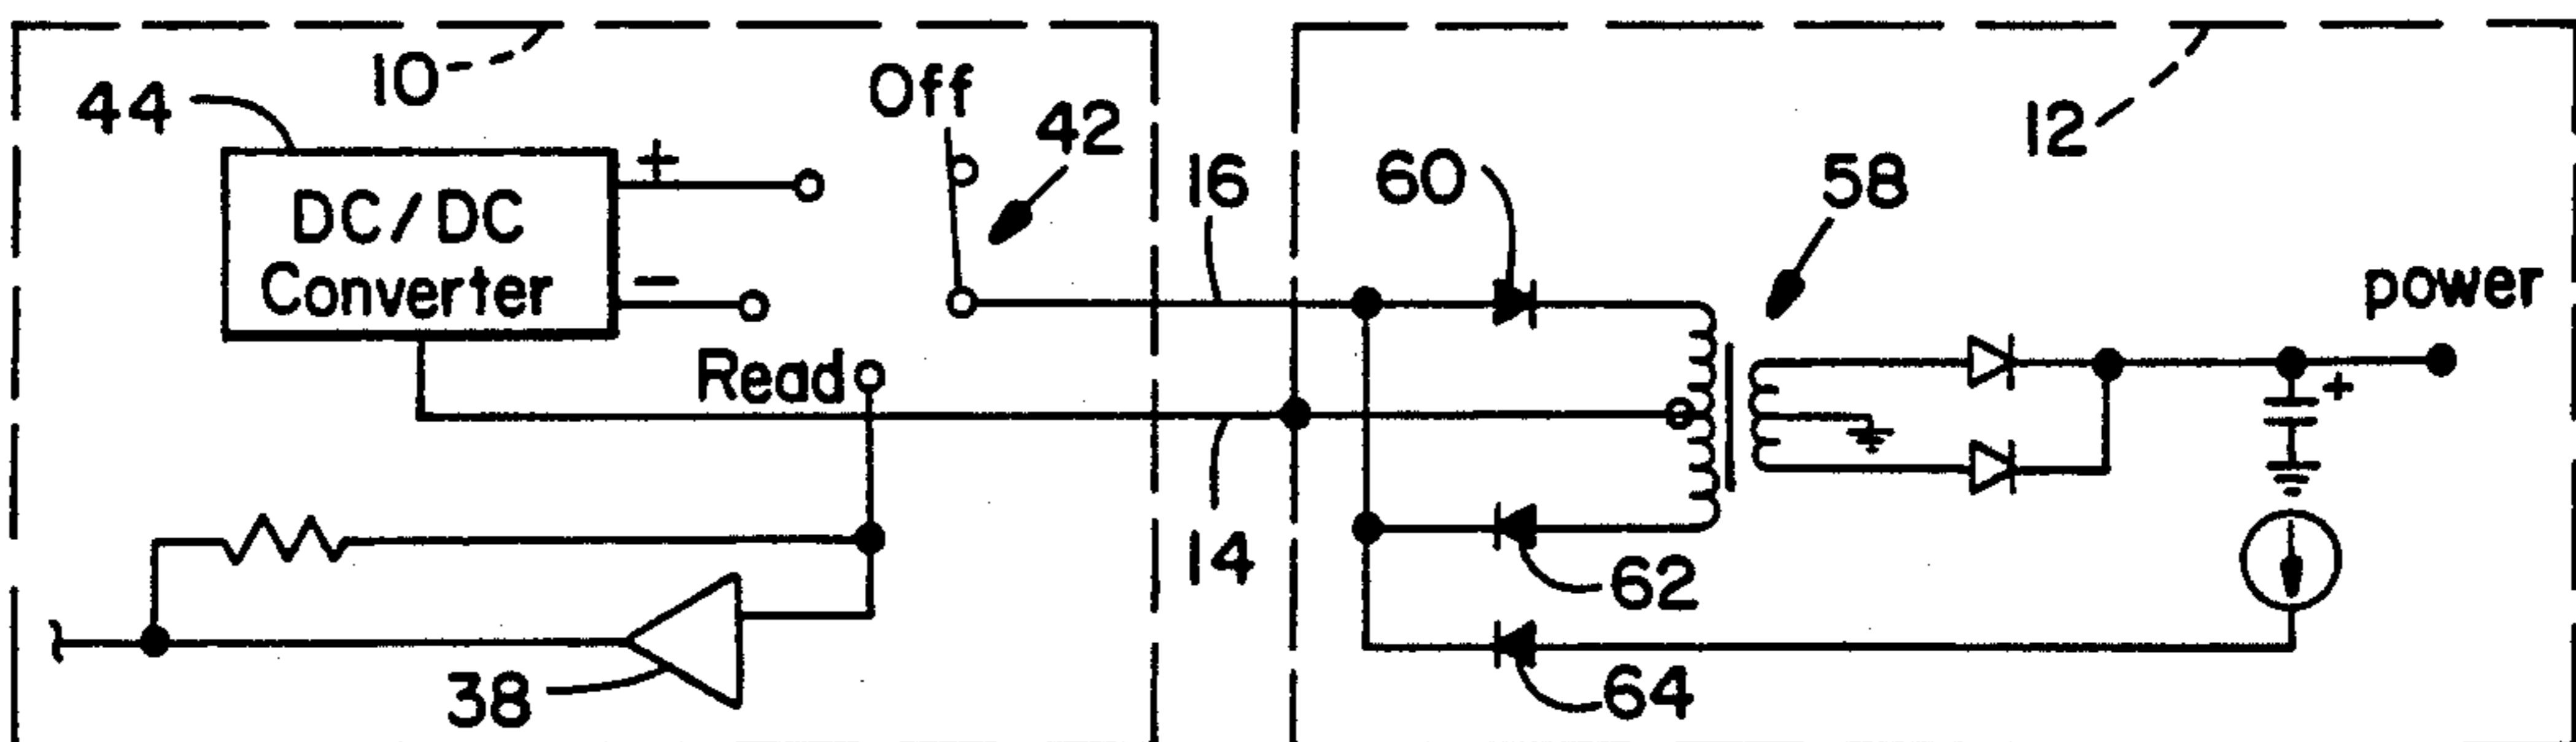 10
44
Off
42
DC/DC
Converter
+
−
Read
16
14
38
12
60
58
power
+
62
64